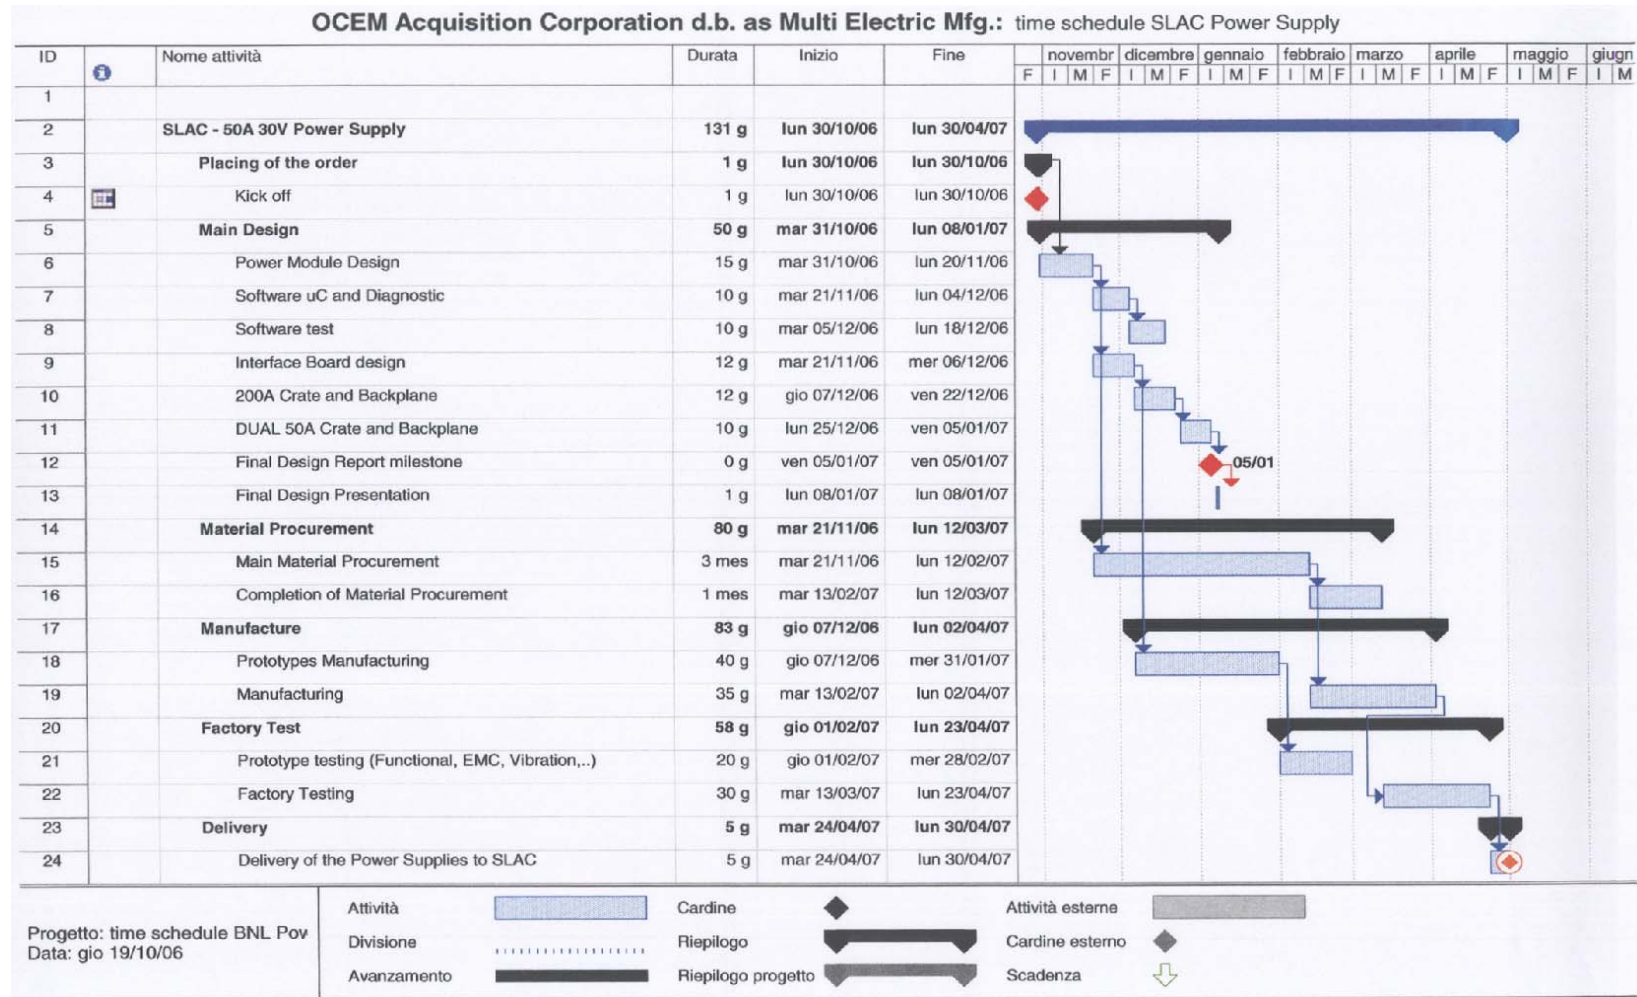 OCEM Acquisition Corporation d.b. as Multi Electric Mfg.: time schedule SLAC Power Supply
ID Nome attività Durata Inizio Fine novembr dicembre gennaio febbraio marzo aprile maggio giugn
F I M F I M F I M F I M F I M F I M F I M F I M
1
2 SLAC - 50A 30V Power Supply 131 g lun 30/10/06 lun 30/04/07
3 Placing of the order 1 g lun 30/10/06 lun 30/10/06
4 Kick off 1 g lun 30/10/06 lun 30/10/06
5 Main Design 50 g mar 31/10/06 lun 08/01/07
6 Power Module Design 15 g mar 31/10/06 lun 20/11/06
7 Software uC and Diagnostic 10 g mar 21/11/06 lun 04/12/06
8 Software test 10 g mar 05/12/06 lun 18/12/06
9 Interface Board design 12 g mar 21/11/06 mer 06/12/06
10 200A Crate and Backplane 12 g gio 07/12/06 ven 22/12/06
11 DUAL 50A Crate and Backplane 10 g lun 25/12/06 ven 05/01/07
12 Final Design Report milestone 0 g ven 05/01/07 ven 05/01/07 05/01
13 Final Design Presentation 1 g lun 08/01/07 lun 08/01/07
14 Material Procurement 80 g mar 21/11/06 lun 12/03/07
15 Main Material Procurement 3 mes mar 21/11/06 lun 12/02/07
16 Completion of Material Procurement 1 mes mar 13/02/07 lun 12/03/07
17 Manufacture 83 g gio 07/12/06 lun 02/04/07
18 Prototypes Manufacturing 40 g gio 07/12/06 mer 31/01/07
19 Manufacturing 35 g mar 13/02/07 lun 02/04/07
20 Factory Test 58 g gio 01/02/07 lun 23/04/07
21 Prototype testing (Functional, EMC, Vibration,..) 20 g gio 01/02/07 mer 28/02/07
22 Factory Testing 30 g mar 13/03/07 lun 23/04/07
23 Delivery 5 g mar 24/04/07 lun 30/04/07
24 Delivery of the Power Supplies to SLAC 5 g mar 24/04/07 lun 30/04/07
Progetto: time schedule BNL Pow
Data: gio 19/10/06
Attività Cardine Attività esterne
Divisione Riepilogo Cardine esterno
Avanzamento Riepilogo progetto Scadenza